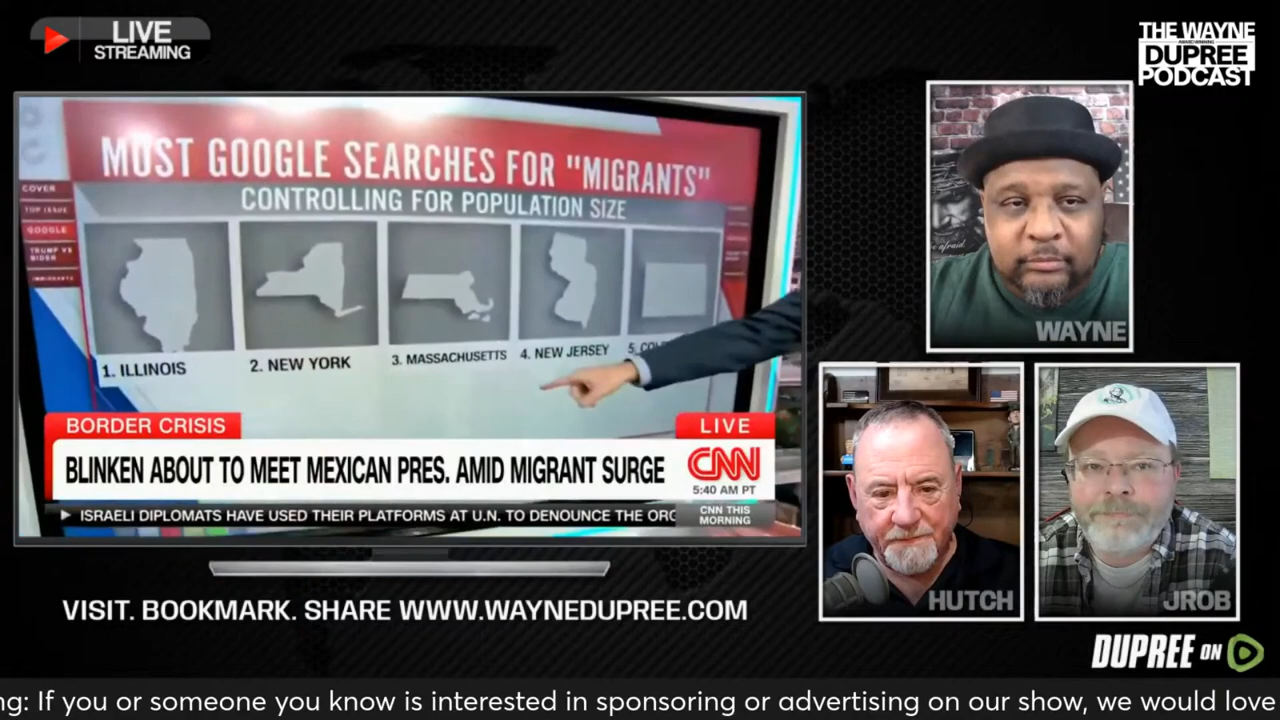 LIVE
STREAMING
THE WAYNE
DUPREE
PODCAST
MOST GOOGLE SEARCHES FOR "MIGRANTS"
CONTROLLING FOR POPULATION SIZE
COVER
TOP ISSUE
GOOGLE
TRUMP VS
BIDEN
IMMIGRANTS
1. ILLINOIS
2. NEW YORK
3. MASSACHUSETTS
4. NEW JERSEY
5.
BORDER CRISIS
LIVE
BLINKEN ABOUT TO MEET MEXICAN PRES. AMID MIGRANT SURGE
CNN
5:40 AM PT
ISRAELI DIPLOMATS HAVE USED THEIR PLATFORMS AT U.N. TO DENOUNCE THE
CNN THIS
MORNING
afraid.
WAYNE
HUTCH
JROB
VISIT. BOOKMARK. SHARE WWW.WAYNEDUPREE.COM
DUPREE ON
If you or someone you know is interested in sponsoring or advertising on our show, we would love